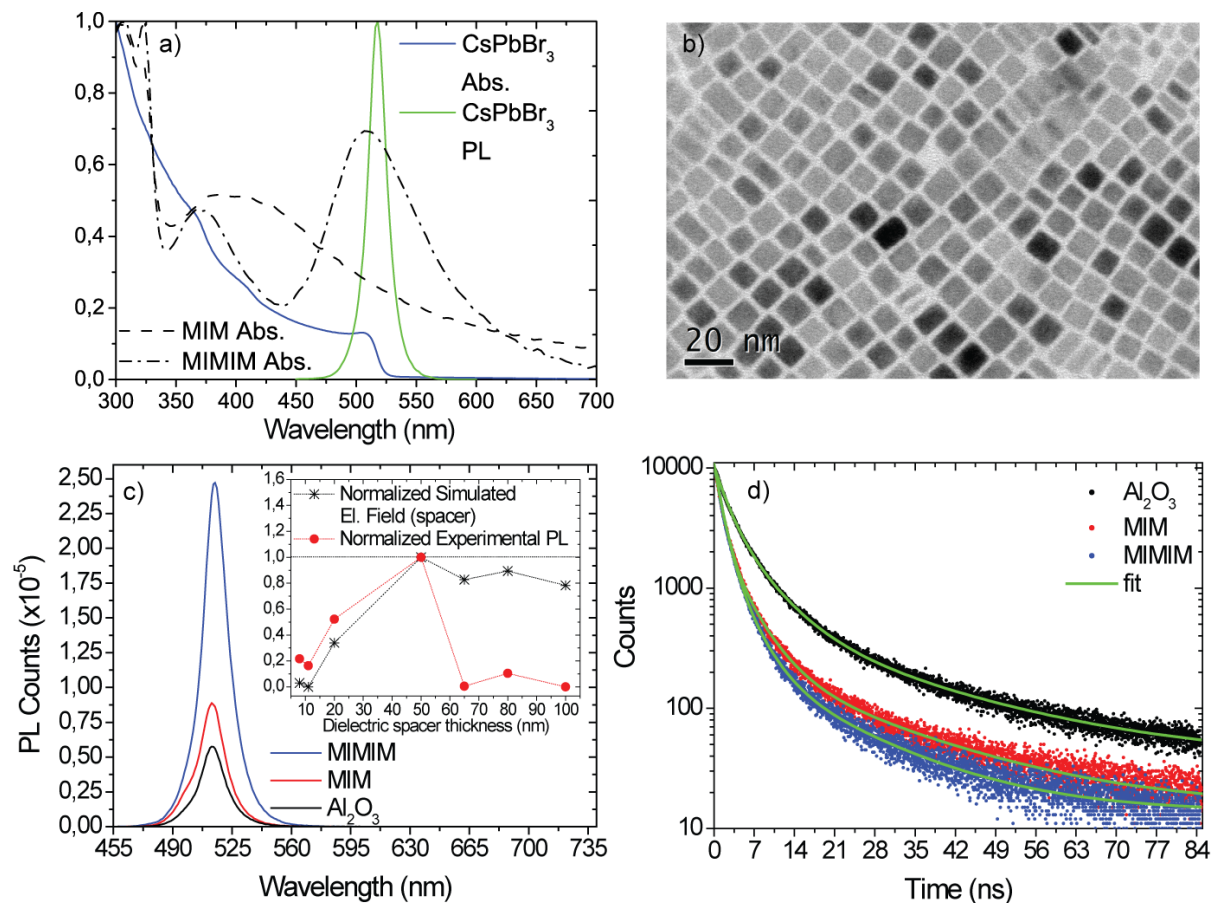 a)
CsPbBr3
Abs.
CsPbBr3
PL
MIM Abs.
MIMIM Abs.
1,0
0,8
0,6
0,4
0,2
0,0
300 350 400 450 500 550 600 650 700
Wavelength (nm)
b)
20 nm
c)
PL Counts (x10-5)
2,50
2,25
2,00
1,75
1,50
1,25
1,00
0,75
0,50
0,25
0,00
Normalized Simulated
El. Field (spacer)
Normalized Experimental PL
1,6
1,4
1,2
1,0
0,8
0,6
0,4
0,2
0,0
10 20 30 40 50 60 70 80 90 100
Dielectric spacer thickness (nm)
MIMIM
MIM
Al2O3
455 490 525 560 595 630 665 700 735
Wavelength (nm)
d)
Al2O3
MIM
MIMIM
fit
Counts
10000
1000
100
10
0 7 14 21 28 35 42 49 56 63 70 77 84
Time (ns)